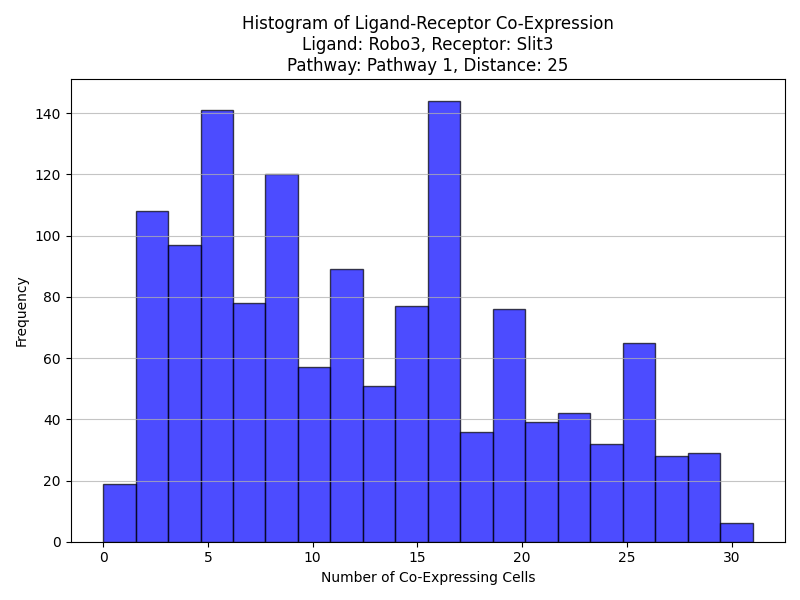 Histogram of Ligand-Receptor Co-Expression
Ligand: Robo3, Receptor: Slit3
Pathway: Pathway 1, Distance: 25
140
120
100
80
60
40
20
0
Frequency
0 5 10 15 20 25 30
Number of Co-Expressing Cells